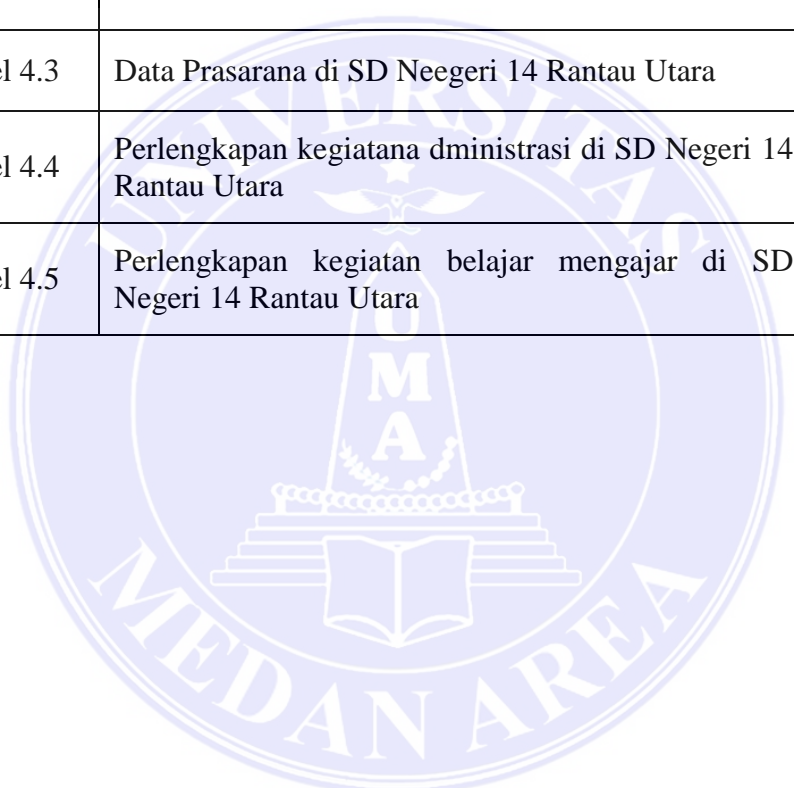 el 4.3 Data Prasarana di SD Neegeri 14 Rantau Utara
el 4.4 Perlengkapan kegiatana dministrasi di SD Negeri 14
Rantau Utara
el 4.5 Perlengkapan kegiatan belajar mengajar di SD
Negeri 14 Rantau Utara
UNIVERSITAS
U
M
A
MEDAN AREA